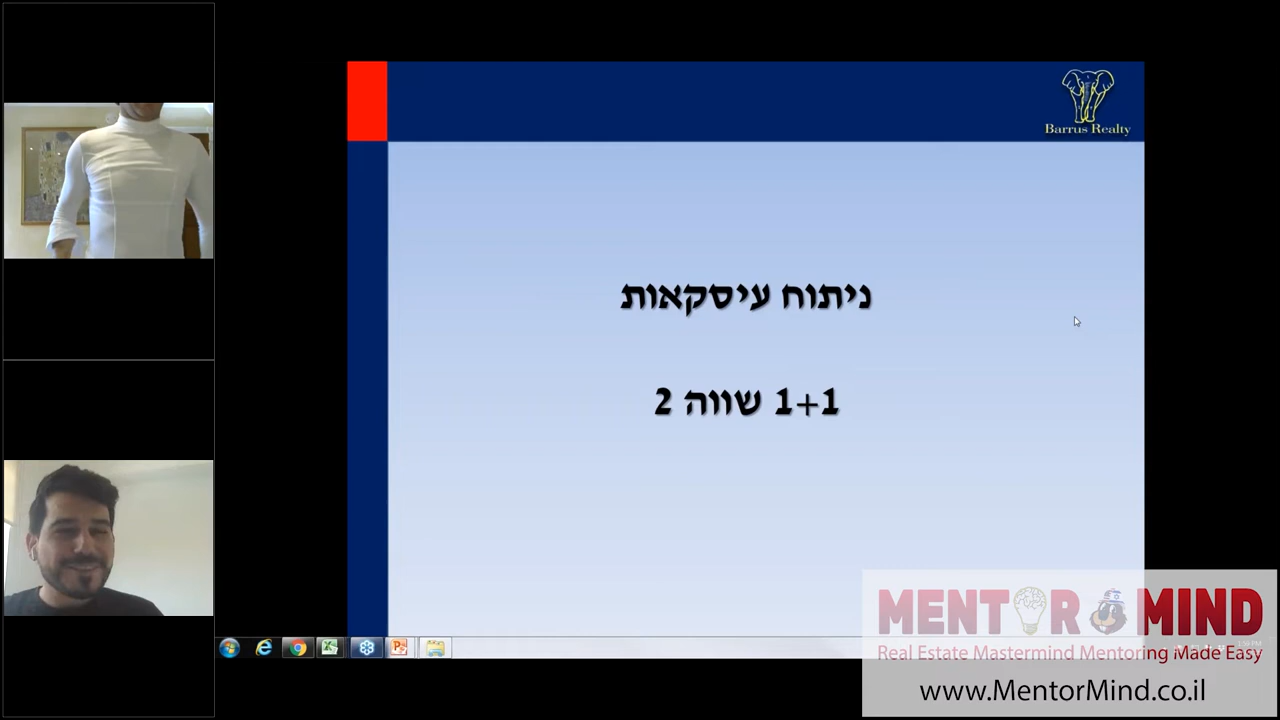 Barrus Realty
ניתוח עיסקאות
1+1 שווה 2
MENTOR MIND
Real Estate Mastermind Mentoring Made Easy
www.MentorMind.co.il